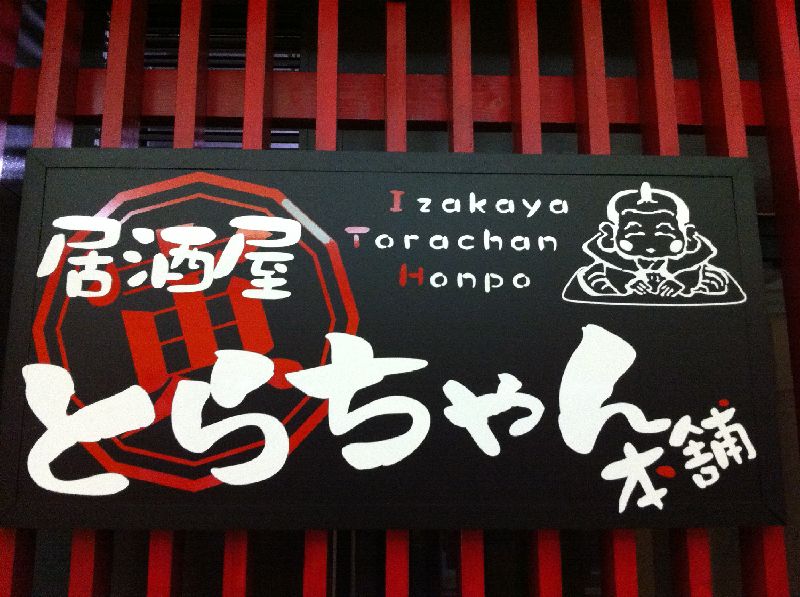 居酒屋
Izakaya
Torachan
Honpo
とらちゃん
本舗